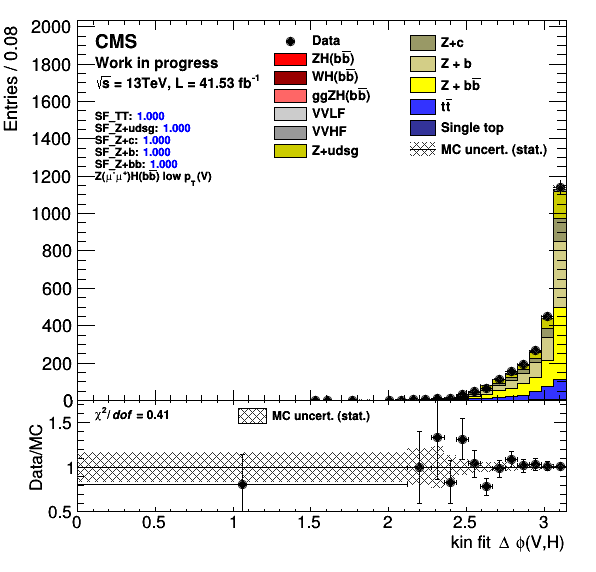 CMS
Work in progress
√s = 13TeV, L = 41.53 fb⁻¹
SF_TT: 1.000
SF_Z+udsg: 1.000
SF_Z+c: 1.000
SF_Z+b: 1.000
SF_Z+bb: 1.000
Z(μ⁻μ⁺)H(bb̅) low p_T(V)
Data
ZH(bb̅)
WH(bb̅)
ggZH(bb̅)
VVLF
VVHF
Z+udsg
Z+c
Z + b
Z + bb̅
tt̅
Single top
MC uncert. (stat.)
Entries / 0.08
2000
1800
1600
1400
1200
1000
800
600
400
200
0
χ²/dof = 0.41
MC uncert. (stat.)
Data/MC
1.5
1
0.5
0
0.5
1
1.5
2
2.5
3
kin fit Δ ϕ(V,H)